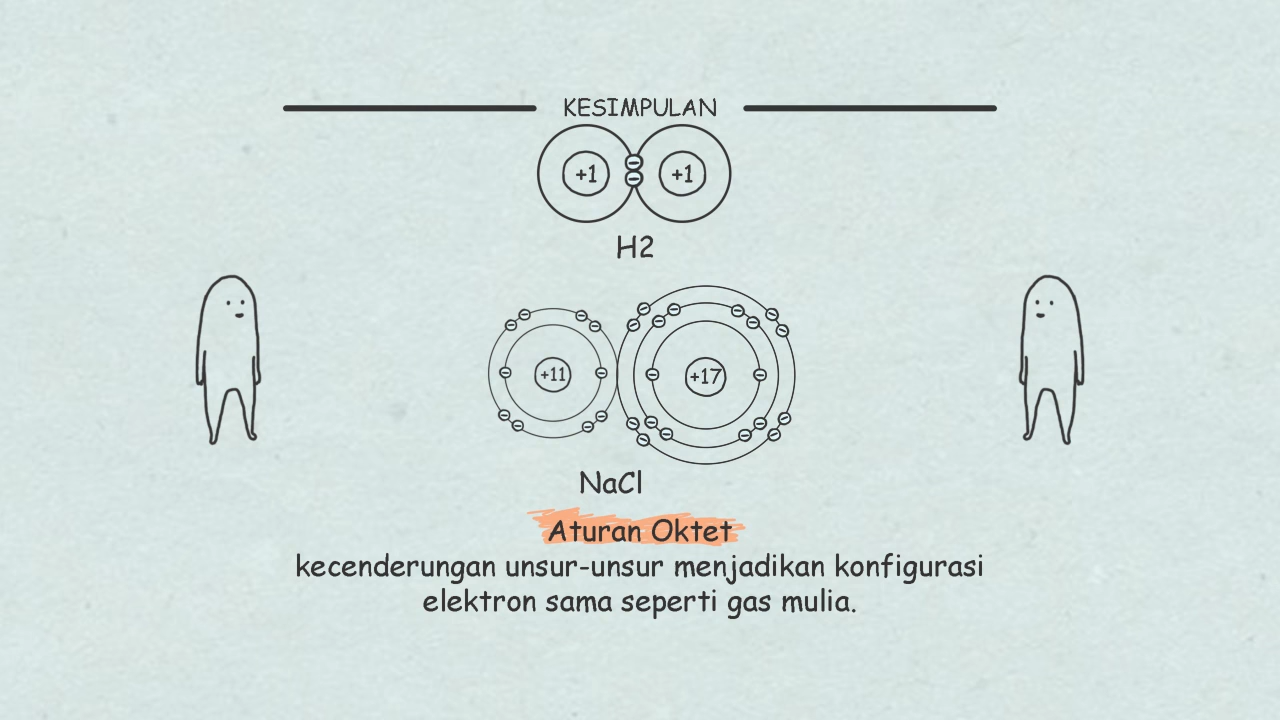 KESIMPULAN
+1 +1
H2
+11 +17
NaCl
Aturan Oktet
kecenderungan unsur-unsur menjadikan konfigurasi
elektron sama seperti gas mulia.